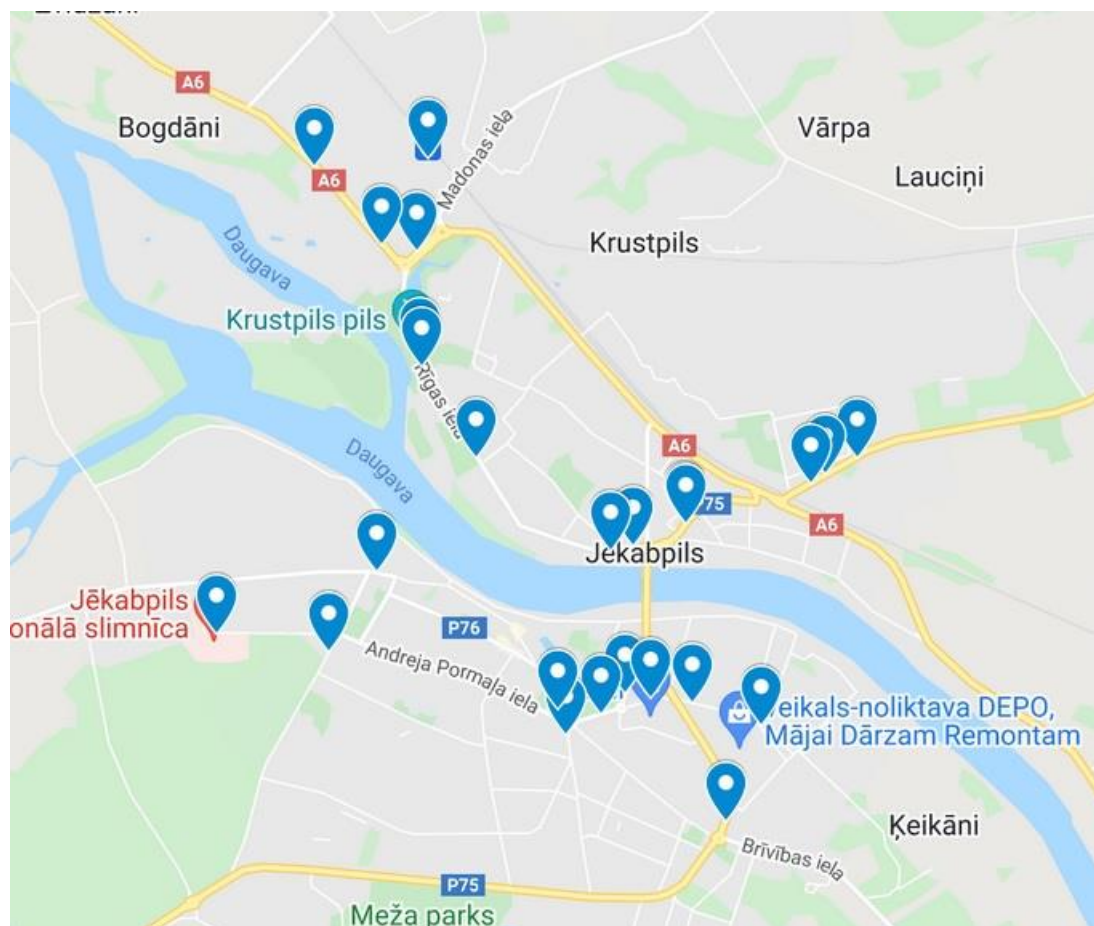 A6
Bogdāni
Vārpa
Madonas iela
A6
Lauciņi
Krustpils
Daugava
Krustpils pils
Rīgas iela
A6
Daugava
P75
A6
Jēkabpils
Jēkabpils
onālā slimnīca
P76
Andreja Pormaļa iela
eikals-noliktava DEPO,
Mājai Dārzam Remontam
Ķeikāni
Brīvības iela
P75
Meža parks